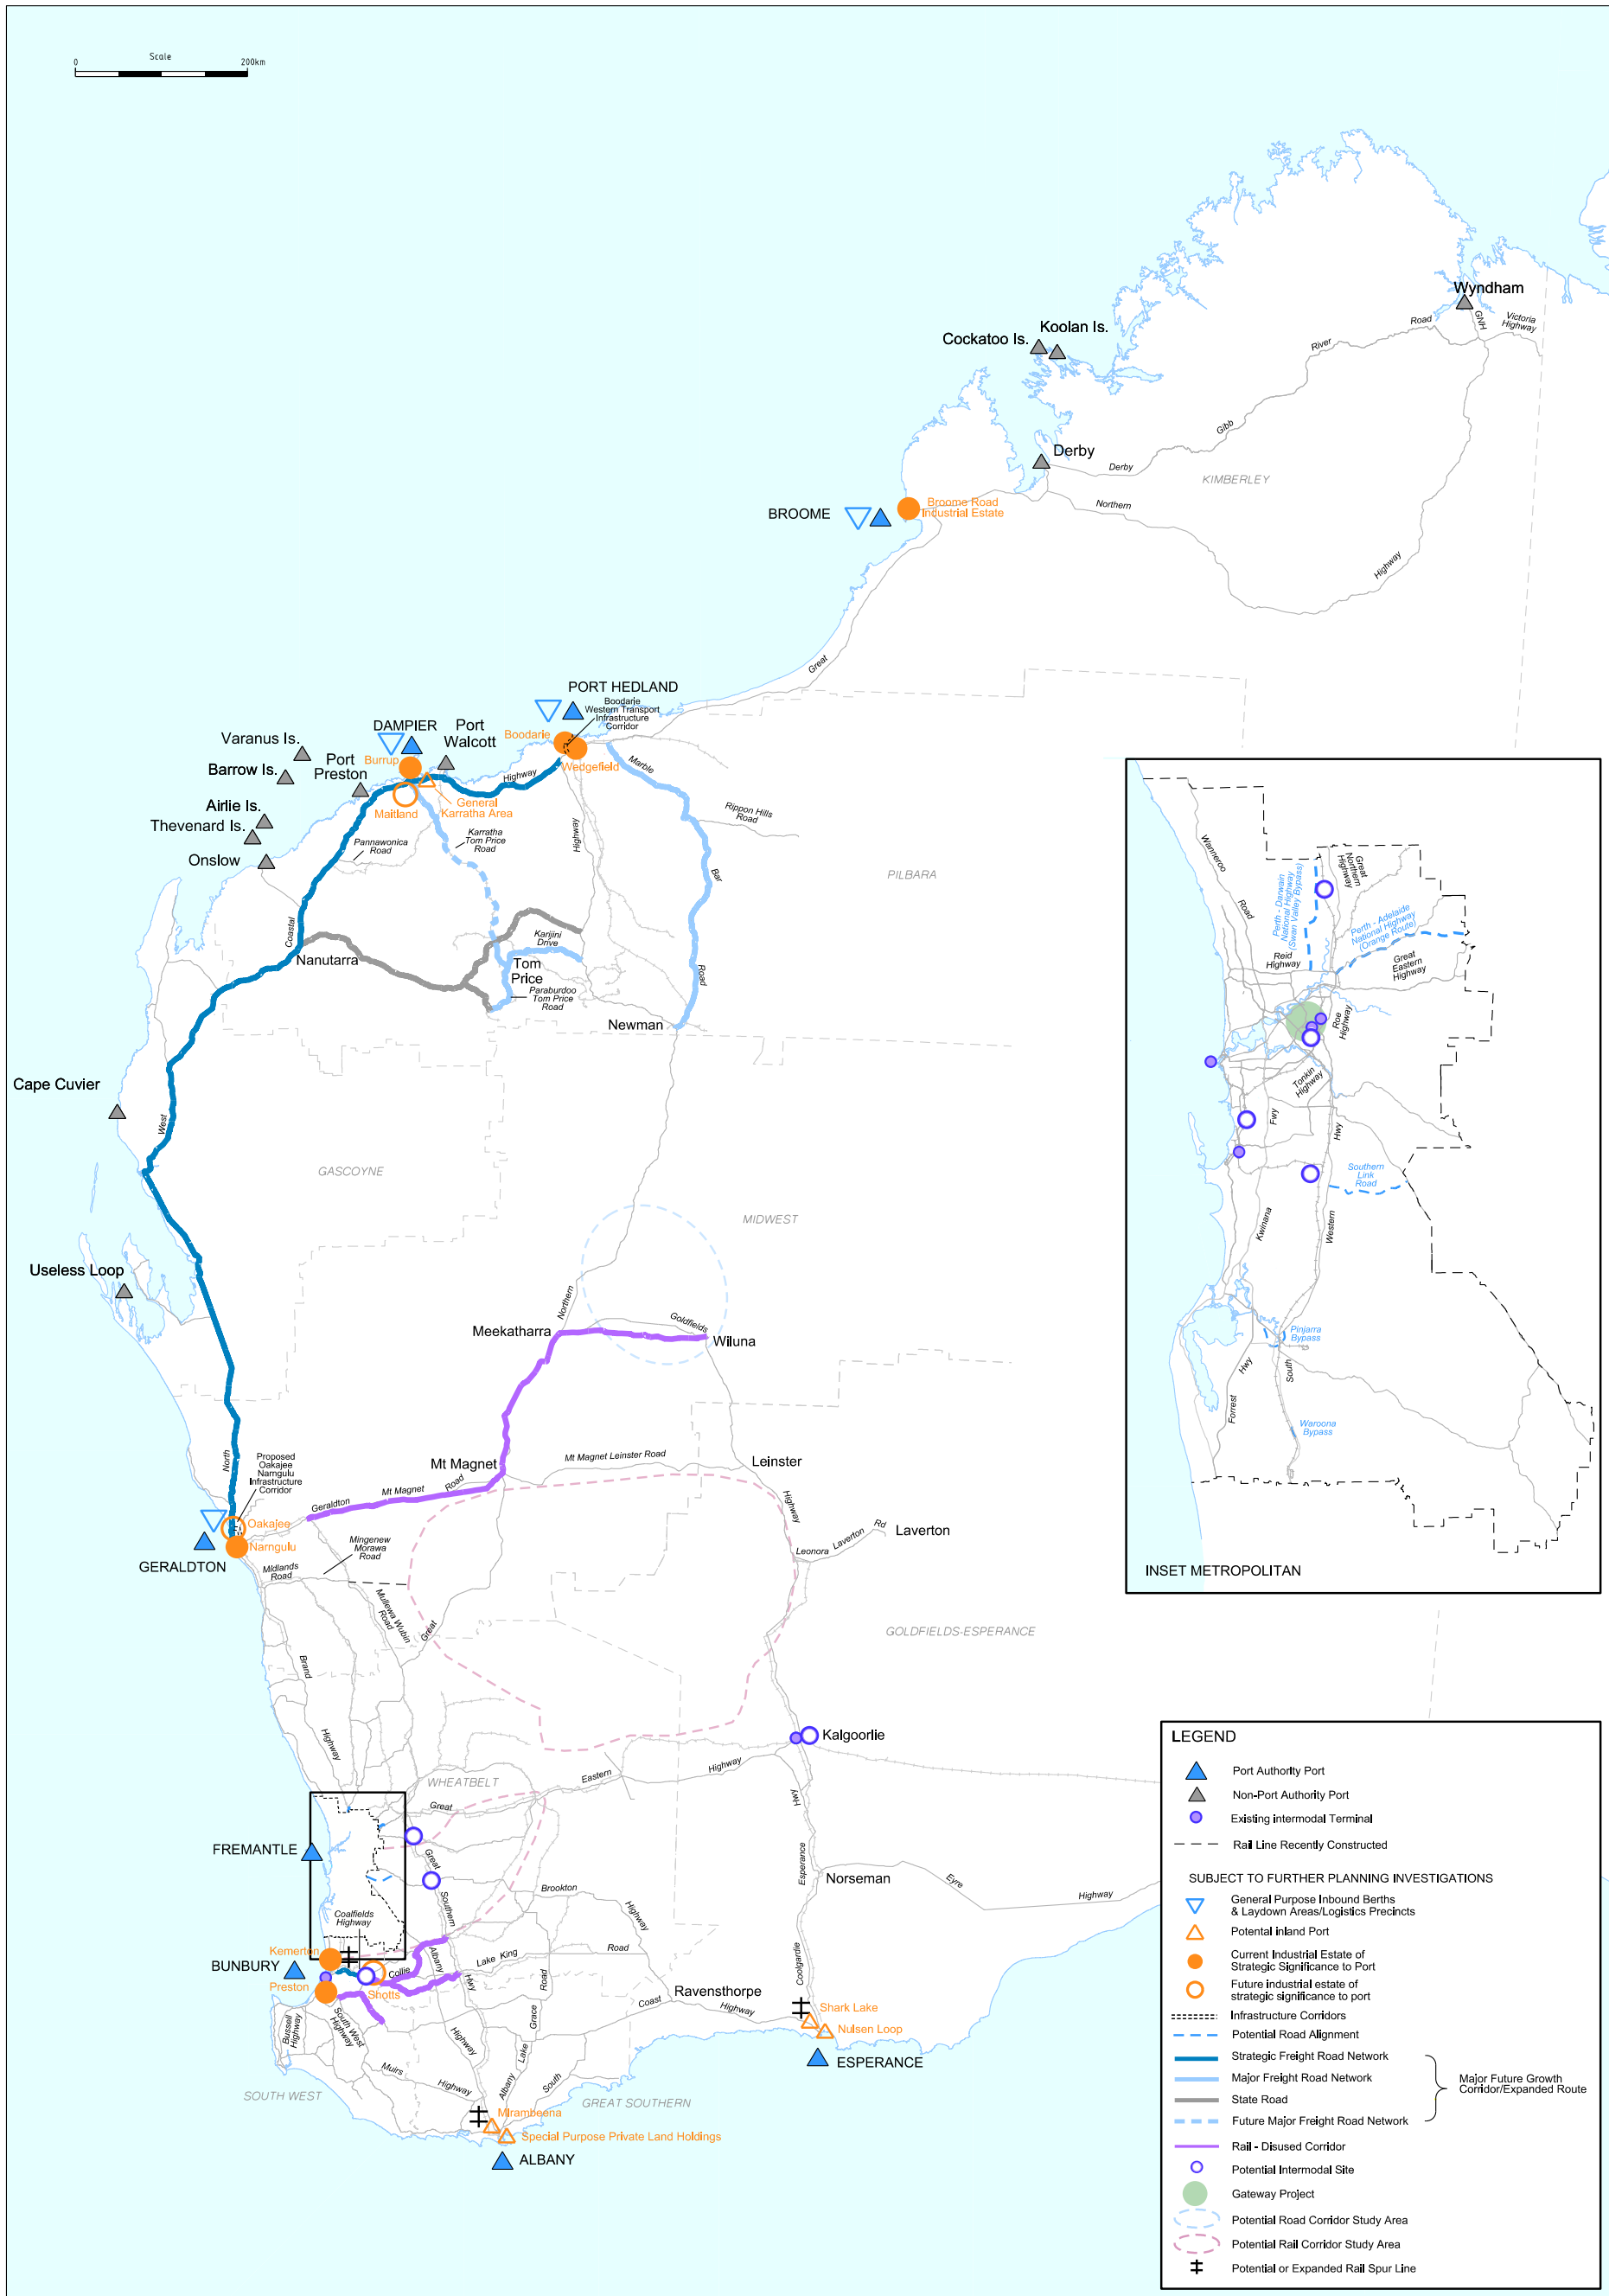 Scale
0
200km
Wyndham
Koolan Is.
Cockatoo Is.
Road
GNH
Victoria
Highway
River
Gibb
Derby
Derby
KIMBERLEY
Northern
Highway
BROOME
Broome Road
Industrial Estate
Great
PORT HEDLAND
Boodarie
Western Transport
Infrastructure
Corridor
DAMPIER
Port
Walcott
Boodarie
Wedgefield
Varanus Is.
Port
Preston
Burrup
Barrow Is.
Highway
Marble
General
Karratha Area
Maitland
Airlie Is.
Thevenard Is.
Onslow
Pannawonica
Road
Karratha
Tom Price
Road
Highway
Rippon Hills
Road
Bar
PILBARA
Coastal
Nanutarra
Karijini
Drive
Tom
Price
Paraburdoo
Tom Price
Road
Road
Newman
Cape Cuvier
West
GASCOYNE
MIDWEST
Useless Loop
Northern
Goldfields
Meekatharra
Wiluna
North
Proposed
Oakajee
Narngulu
Infrastructure
Corridor
Mt Magnet
Mt Magnet Leinster Road
Leinster
Geraldton
Mt Magnet
Road
Highway
Oakajee
Narngulu
GERALDTON
Mingenew
Morawa
Road
Midlands
Road
Mullewa Wubin
Road
Great
Leonora
Laverton
Rd
Laverton
GOLDFIELDS-ESPERANCE
Brand
Highway
Kalgoorlie
WHEATBELT
Eastern
Highway
Great
Hwy
FREMANTLE
Great
Southern
Brookton
Highway
Esperance
Norseman
Eyre
Highway
Coalfields
Highway
Kemerton
BUNBURY
Preston
Collie
Shotts
Albany
Hwy
Lake King
Road
Coolgardie
Ravensthorpe
Coast
Highway
Shark Lake
Nulsen Loop
ESPERANCE
Bussell
Highway
South West
Highway
Highway
Road
Grace
Lake
Albany
South
Muirs
Highway
SOUTH WEST
GREAT SOUTHERN
Mirambeena
Special Purpose Private Land Holdings
ALBANY
Wanneroo
Road
Perth - Darwain
National Highway
(Swan Valley Bypass)
Great
Northern
Highway
Perth - Adelaide
National Highway
(Orange Route)
Reid
Highway
Great
Eastern
Highway
Roe
Highway
Tonkin
Highway
Fwy
Hwy
Southern
Link
Road
Kwinana
Western
Pinjarra
Bypass
Hwy
South
Forrest
Waroona
Bypass
INSET METROPOLITAN
LEGEND
Port Authority Port
Non-Port Authority Port
Existing intermodal Terminal
Rail Line Recently Constructed
SUBJECT TO FURTHER PLANNING INVESTIGATIONS
General Purpose Inbound Berths
& Laydown Areas/Logistics Precincts
Potental inland Port
Current Industrial Estate of
Strategic Significance to Port
Future industrial estate of
strategic significance to port
Infrastructure Corridors
Potential Road Alignment
Strategic Freight Road Network
Major Freight Road Network
State Road
Future Major Freight Road Network
Major Future Growth
Corridor/Expanded Route
Rail - Disused Corridor
Potential Intermodal Site
Gateway Project
Potential Road Corridor Study Area
Potential Rail Corridor Study Area
Potential or Expanded Rail Spur Line